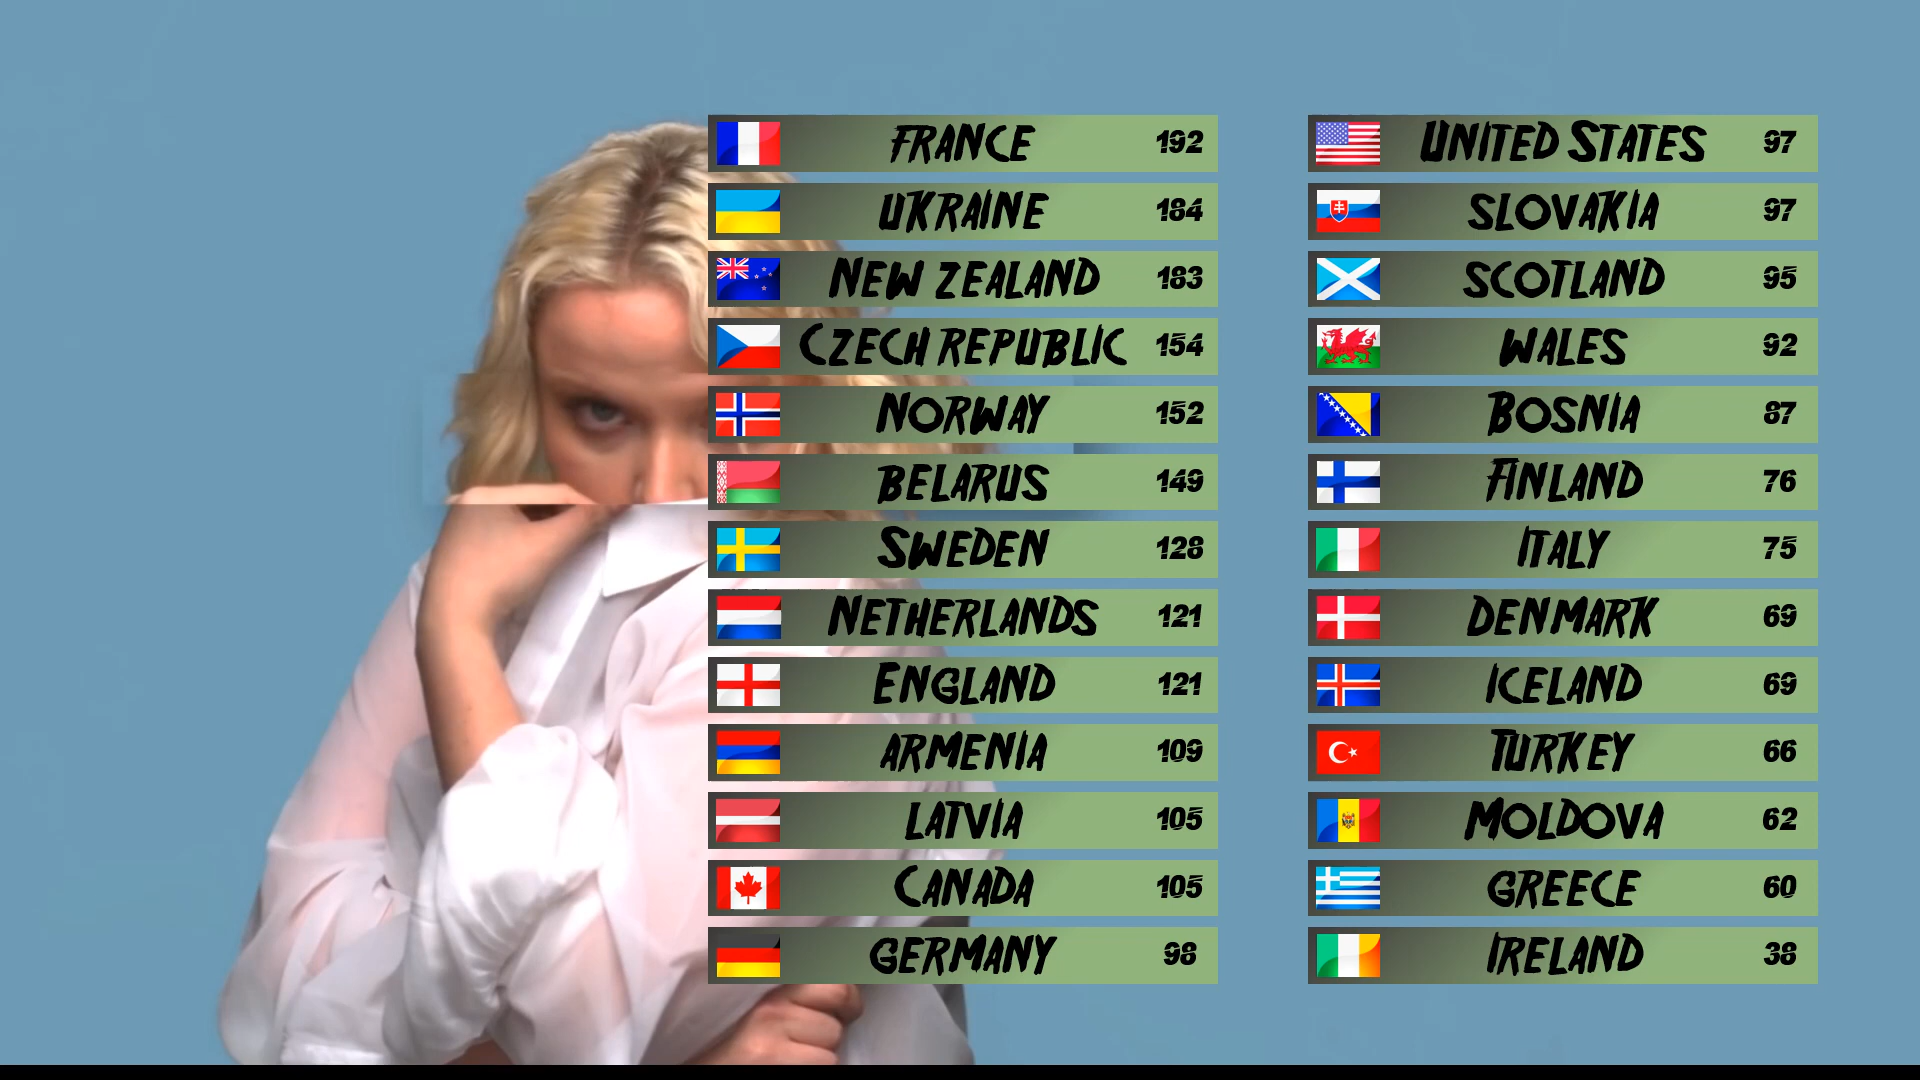 FRANCE 192
UKRAINE 184
NEW ZEALAND 183
CZECH REPUBLIC 154
NORWAY 152
BELARUS 149
SWEDEN 128
NETHERLANDS 121
ENGLAND 121
ARMENIA 109
LATVIA 105
CANADA 105
GERMANY 98
UNITED STATES 97
SLOVAKIA 97
SCOTLAND 95
WALES 92
BOSNIA 87
FINLAND 76
ITALY 75
DENMARK 69
ICELAND 69
TURKEY 66
MOLDOVA 62
GREECE 60
IRELAND 38